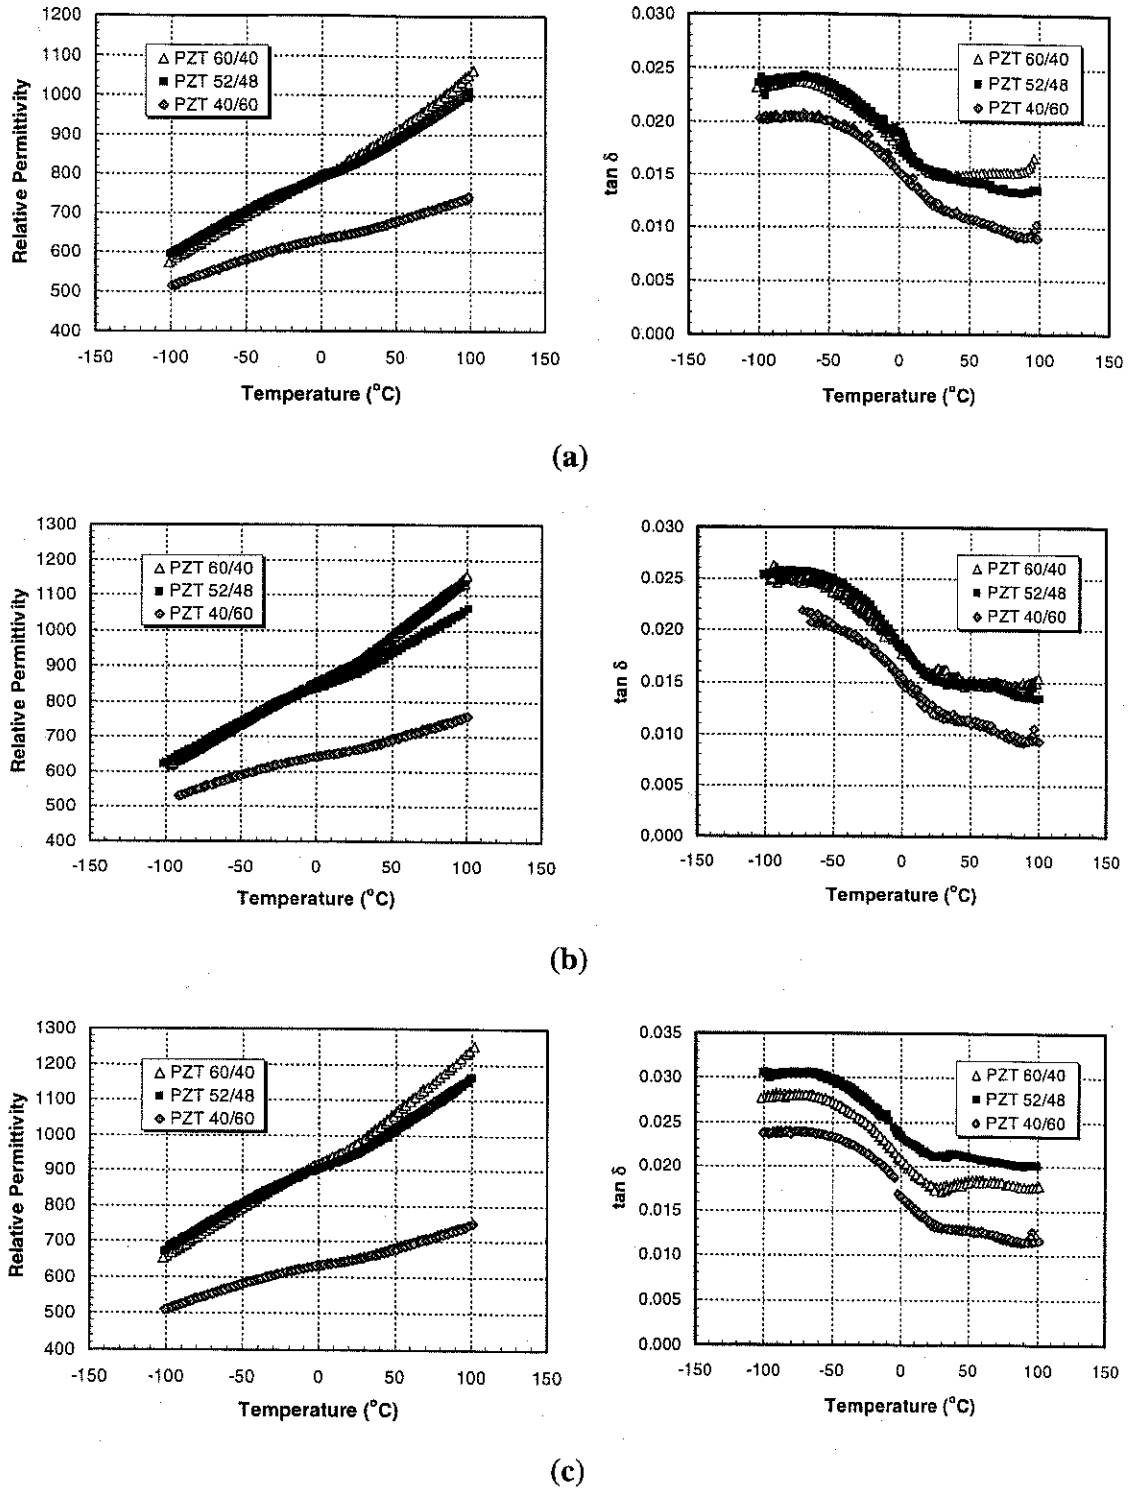 1200
1100
1000
900
800
700
600
500
400
Relative Permittivity
△ PZT 60/40
■ PZT 52/48
◇ PZT 40/60
-150 -100 -50 0 50 100 150
Temperature (°C)
0.030
0.025
0.020
0.015
0.010
0.005
0.000
tan δ
△ PZT 60/40
■ PZT 52/48
◇ PZT 40/60
-150 -100 -50 0 50 100 150
Temperature (°C)
(a)
1300
1200
1100
1000
900
800
700
600
500
400
Relative Permittivity
△ PZT 60/40
■ PZT 52/48
◇ PZT 40/60
-150 -100 -50 0 50 100 150
Temperature (°C)
0.030
0.025
0.020
0.015
0.010
0.005
0.000
tan δ
△ PZT 60/40
■ PZT 52/48
◇ PZT 40/60
-150 -100 -50 0 50 100 150
Temperature (°C)
(b)
1300
1200
1100
1000
900
800
700
600
500
400
Relative Permittivity
△ PZT 60/40
■ PZT 52/48
◇ PZT 40/60
-150 -100 -50 0 50 100 150
Temperature (°C)
0.035
0.030
0.025
0.020
0.015
0.010
0.005
0.000
tan δ
△ PZT 60/40
■ PZT 52/48
◇ PZT 40/60
-150 -100 -50 0 50 100 150
Temperature (°C)
(c)